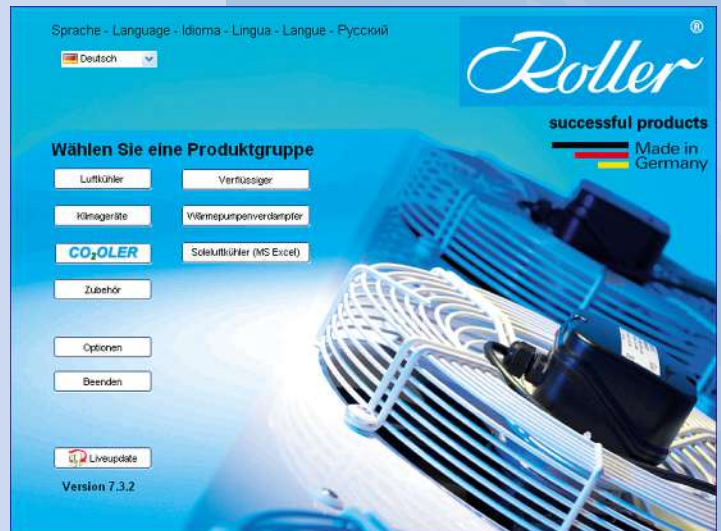 Sprache - Language - Idioma - Lingua - Langue - Русский
Deutsch
Roller®
successful products
Made in
Germany
Wählen Sie eine Produktgruppe
Luftkühler
Verflüssiger
Klimageräte
Wärmepumpenverdampfer
CO₂OLER
Soleluftkühler (MS Excel)
Zubehör
Optionen
Beenden
Liveupdate
Version 7.3.2